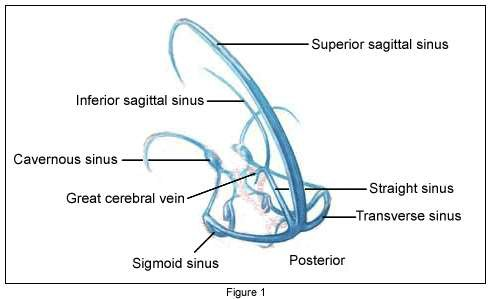 Superior sagittal sinus
Inferior sagittal sinus
Cavernous sinus
Great cerebral vein
Straight sinus
Transverse sinus
Sigmoid sinus
Posterior
Figure 1